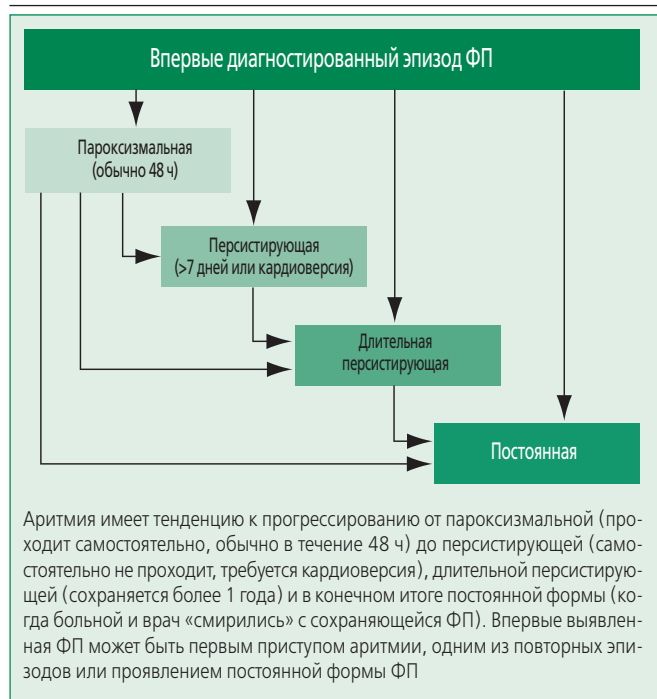 Впервые диагностированный эпизод ФП
Пароксизмальная
(обычно 48 ч)
Персистирующая
(>7 дней или кардиоверсия)
Длительная
персистирующая
Постоянная
Аритмия имеет тенденцию к прогрессированию от пароксизмальной (про-
ходит самостоятельно, обычно в течение 48 ч) до персистирующей (само-
стоятельно не проходит, требуется кардиоверсия), длительной персистирую-
щей (сохраняется более 1 года) и в конечном итоге постоянной формы (ко-
гда больной и врач «смирились» с сохраняющейся ФП). Впервые выявлен-
ная ФП может быть первым приступом аритмии, одним из повторных эпи-
зодов или проявлением постоянной формы ФП